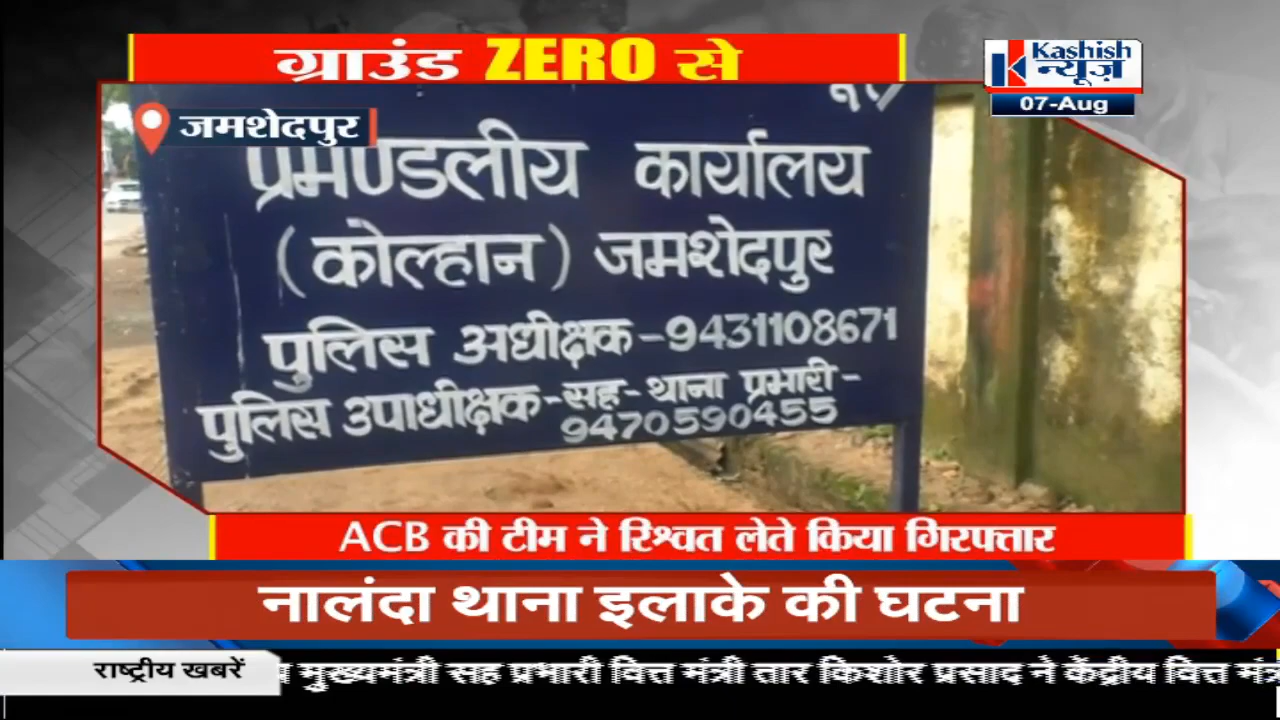 ग्राउंड ZERO से
Kashish
न्यूज़
07-Aug
जमशेदपुर
प्रमण्डलीय कार्यालय
(कोल्हान) जमशेदपुर
पुलिस अधीक्षक-9431108671
पुलिस उपाधीक्षक-सह-थाना प्रभारी-
9470590455
ACB की टीम ने रिश्वत लेते किया गिरफ्तार
नालंदा थाना इलाके की घटना
राष्ट्रीय खबरें
मुख्यमंत्री सह प्रभारी वित्त मंत्री तार किशोर प्रसाद ने केंद्रीय वित्त